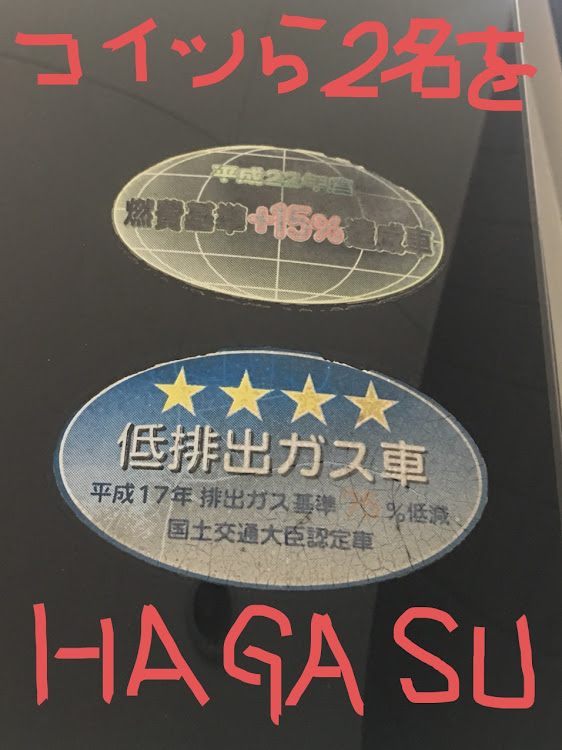 コイツら2名を
平成22年度
燃費基準+15%達成車
低排出ガス車
平成17年 排出ガス基準 75%低減
国土交通大臣認定車
HAGASU